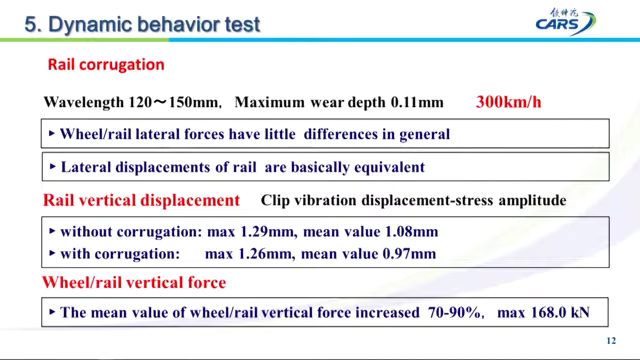 5. Dynamic behavior test
铁科院
CARS
Rail corrugation
Wavelength 120～150mm, Maximum wear depth 0.11mm 300km/h
‣ Wheel/rail lateral forces have little differences in general
‣ Lateral displacements of rail are basically equivalent
Rail vertical displacement Clip vibration displacement-stress amplitude
‣ without corrugation: max 1.29mm, mean value 1.08mm
‣ with corrugation: max 1.26mm, mean value 0.97mm
Wheel/rail vertical force
‣ The mean value of wheel/rail vertical force increased 70-90%, max 168.0 kN
12